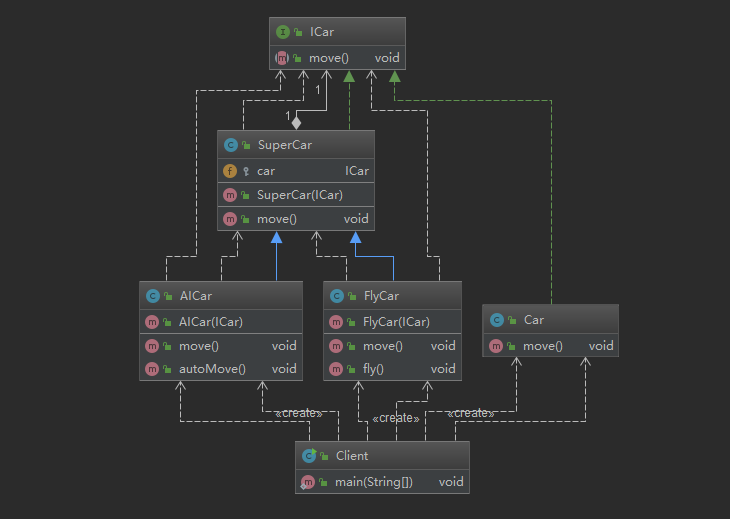 I ICar
m move() void
1
1
C SuperCar
f car ICar
m SuperCar(ICar)
m move() void
C AICar
m AICar(ICar)
m move() void
m autoMove() void
C FlyCar
m FlyCar(ICar)
m move() void
m fly() void
C Car
m move() void
«create»
«create»
«create»
C Client
m main(String[]) void